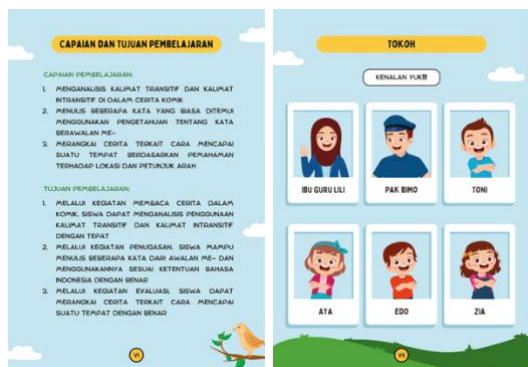 CAPAIAN DAN TUJUAN PEMBELAJARAN
CAPAIAN PEMBELAJARAN:
1. MENGANALISIS KALIMAT TRANSITIF DAN KALIMAT
INTRANSITIF DI DALAM CERITA KOMIK
2. MENULIS BEBERAPA KATA YANG BIASA DITEMUI
MENGGUNAKAN PENGETAHUAN TENTANG KATA
BERAWALAN ME-
3. MERANGKAI CERITA TERKAIT CARA MENCAPAI
SUATU TEMPAT BERDASARKAN PEMAHAMAN
TERHADAP LOKASI DAN PETUNJUK ARAH
TUJUAN PEMBELAJARAN:
1. MELALUI KEGIATAN MEMBACA CERITA DALAM
KOMIK, SISWA DAPAT MENGANALISIS PENGGUNAAN
KALIMAT TRANSITIF DAN KALIMAT INTRANSITIF
DENGAN TEPAT
2. MELALUI KEGIATAN PENUGASAN, SISWA MAMPU
MENULIS BEBERAPA KATA DARI AWALAN ME- DAN
MENGGUNAKANNYA SESUAI KETENTUAN BAHASA
INDONESIA DENGAN BENAR
3. MELALUI KEGIATAN EVALUASI, SISWA DAPAT
MERANGKAI CERITA TERKAIT CARA MENCAPAI
SUATU TEMPAT DENGAN BENAR
VI
TOKOH
KENALAN YUK!!!
IBU GURU LILI
PAK BIMO
TONI
AYA
EDO
ZIA
VII